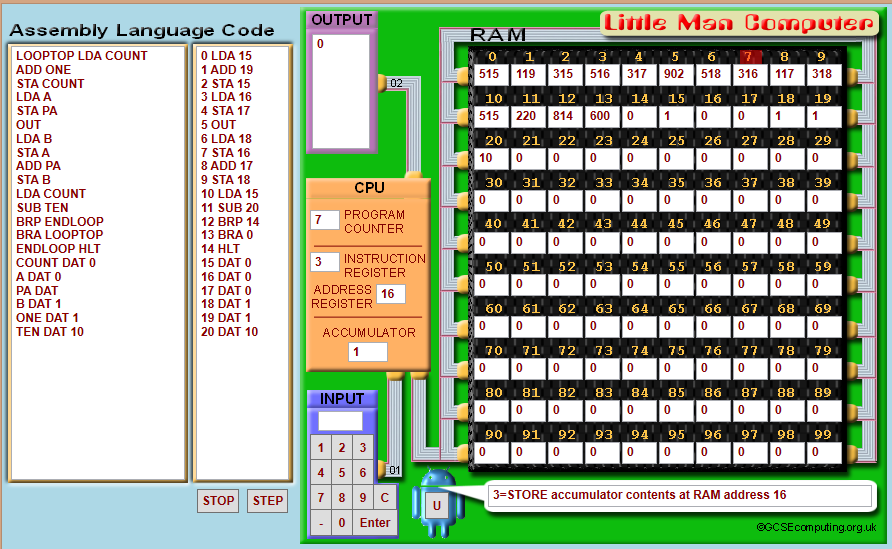 Assembly Language Code
LOOPTOP LDA COUNT
ADD ONE
STA COUNT
LDA A
STA PA
OUT
LDA B
STA A
ADD PA
STA B
LDA COUNT
SUB TEN
BRP ENDLOOP
BRA LOOPTOP
ENDLOOP HLT
COUNT DAT 0
A DAT 0
PA DAT
B DAT 1
ONE DAT 1
TEN DAT 10
0 LDA 15
1 ADD 19
2 STA 15
3 LDA 16
4 STA 17
5 OUT
6 LDA 18
7 STA 16
8 ADD 17
9 STA 18
10 LDA 15
11 SUB 20
12 BRP 14
13 BRA 0
14 HLT
15 DAT 0
16 DAT 0
17 DAT 0
18 DAT 1
19 DAT 1
20 DAT 10
STOP STEP
OUTPUT
0
02
CPU
7 PROGRAM
COUNTER
3 INSTRUCTION
REGISTER
ADDRESS
REGISTER 16
ACCUMULATOR
1
INPUT
1 2 3
4 5 6
7 8 9 C
- 0 Enter
01
U
Little Man Computer
RAM
0 1 2 3 4 5 6 7 8 9
515 119 315 516 317 902 518 316 117 318
10 11 12 13 14 15 16 17 18 19
515 220 814 600 0 1 0 0 1 1
20 21 22 23 24 25 26 27 28 29
10 0 0 0 0 0 0 0 0 0
30 31 32 33 34 35 36 37 38 39
0 0 0 0 0 0 0 0 0 0
40 41 42 43 44 45 46 47 48 49
0 0 0 0 0 0 0 0 0 0
50 51 52 53 54 55 56 57 58 59
0 0 0 0 0 0 0 0 0 0
60 61 62 63 64 65 66 67 68 69
0 0 0 0 0 0 0 0 0 0
70 71 72 73 74 75 76 77 78 79
0 0 0 0 0 0 0 0 0 0
80 81 82 83 84 85 86 87 88 89
0 0 0 0 0 0 0 0 0 0
90 91 92 93 94 95 96 97 98 99
0 0 0 0 0 0 0 0 0 0
3=STORE accumulator contents at RAM address 16
©GCSEcomputing.org.uk